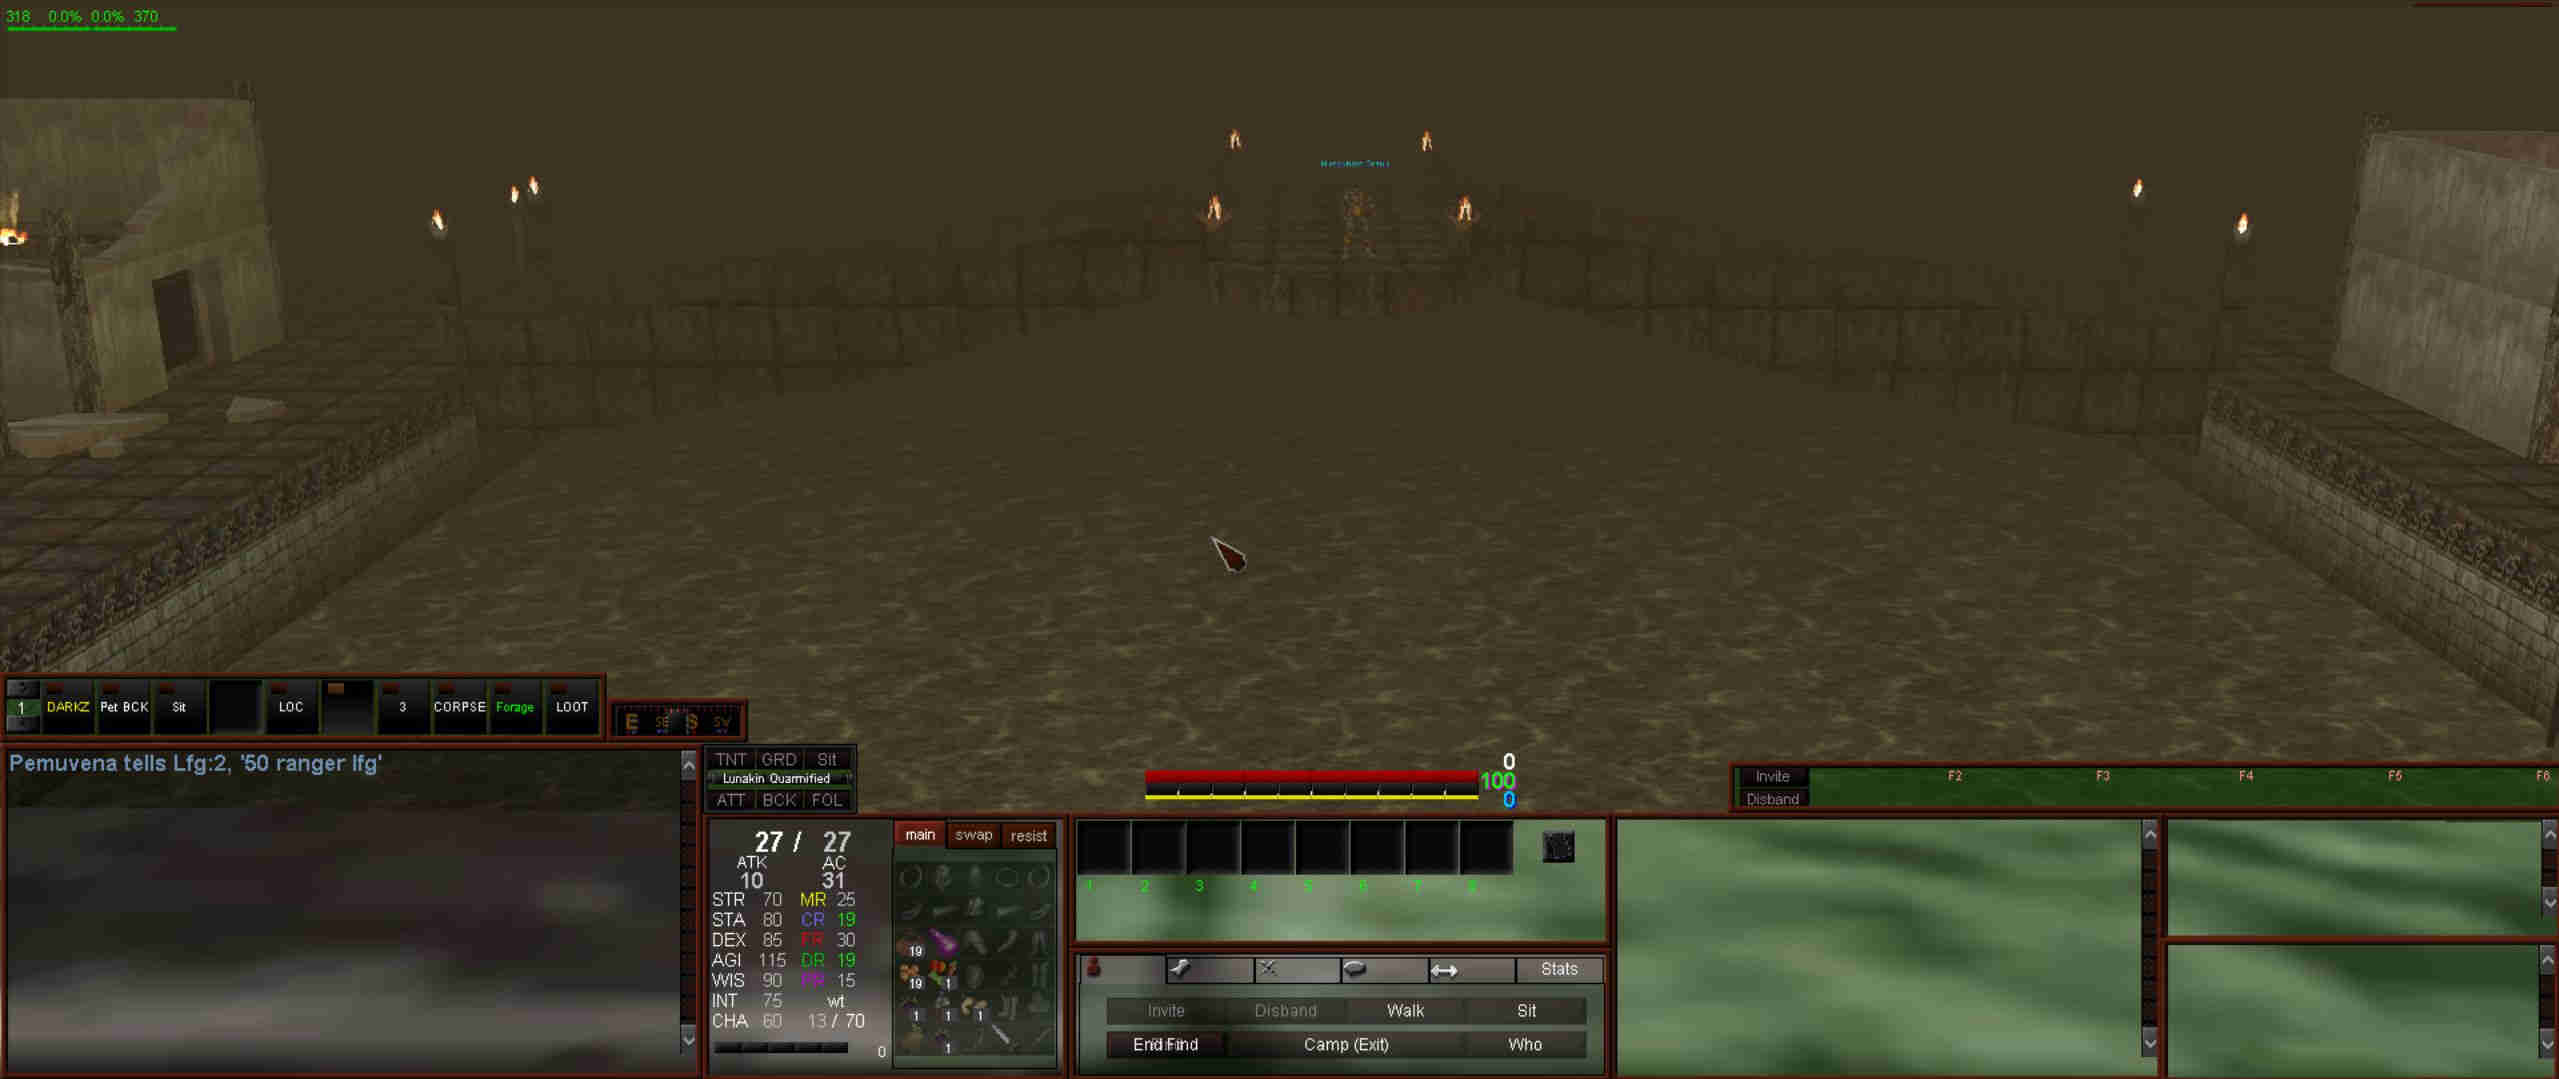 318 0.0% 0.0% 370
1 DARKZ Pet BCK Sit LOC 3 CORPSE Forage LOOT
E SE S SW
Pemuvena tells Lfg:2, '50 ranger lfg'
TNT GRD Sit
Lunakin Quarmified
ATT BCK FOL
0
100
0
Invite F2 F3 F4 F5 F6
Disband
27 / 27
ATK AC
10 31
STR 70 MR 25
STA 80 CR 19
DEX 85 FR 30
AGI 115 DR 19
WIS 90 PR 15
INT 75 wt
CHA 60 13 / 70
0
main swap resist
19
19 1
1 1 1
1
1 2 3 4 5 6 7 8
Stats
Invite Disband Walk Sit
End Find Camp (Exit) Who